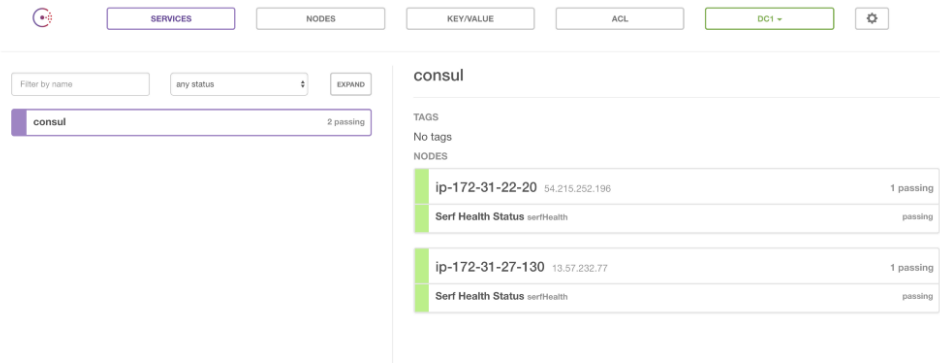 SERVICES
NODES
KEY/VALUE
ACL
DC1
Filter by name
any status
EXPAND
consul
2 passing
consul
TAGS
No tags
NODES
ip-172-31-22-20 54.215.252.196 1 passing
Serf Health Status serfHealth passing
ip-172-31-27-130 13.57.232.77 1 passing
Serf Health Status serfHealth passing